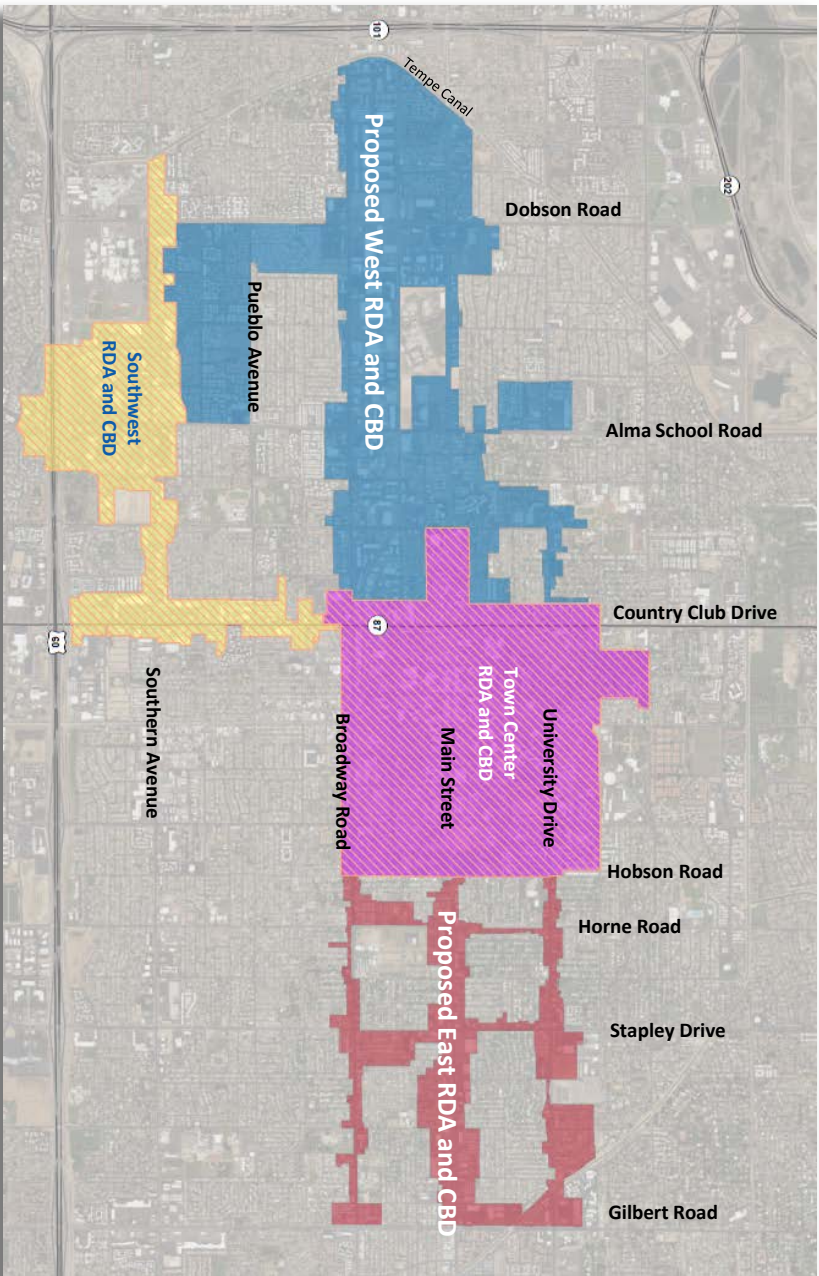 101
Tempe Canal
202
Proposed West RDA and CBD
Dobson Road
Pueblo Avenue
Southwest
RDA and CBD
Alma School Road
Country Club Drive
87
60
Town Center
RDA and CBD
University Drive
Main Street
Broadway Road
Southern Avenue
Hobson Road
Horne Road
Proposed East RDA and CBD
Stapley Drive
Gilbert Road